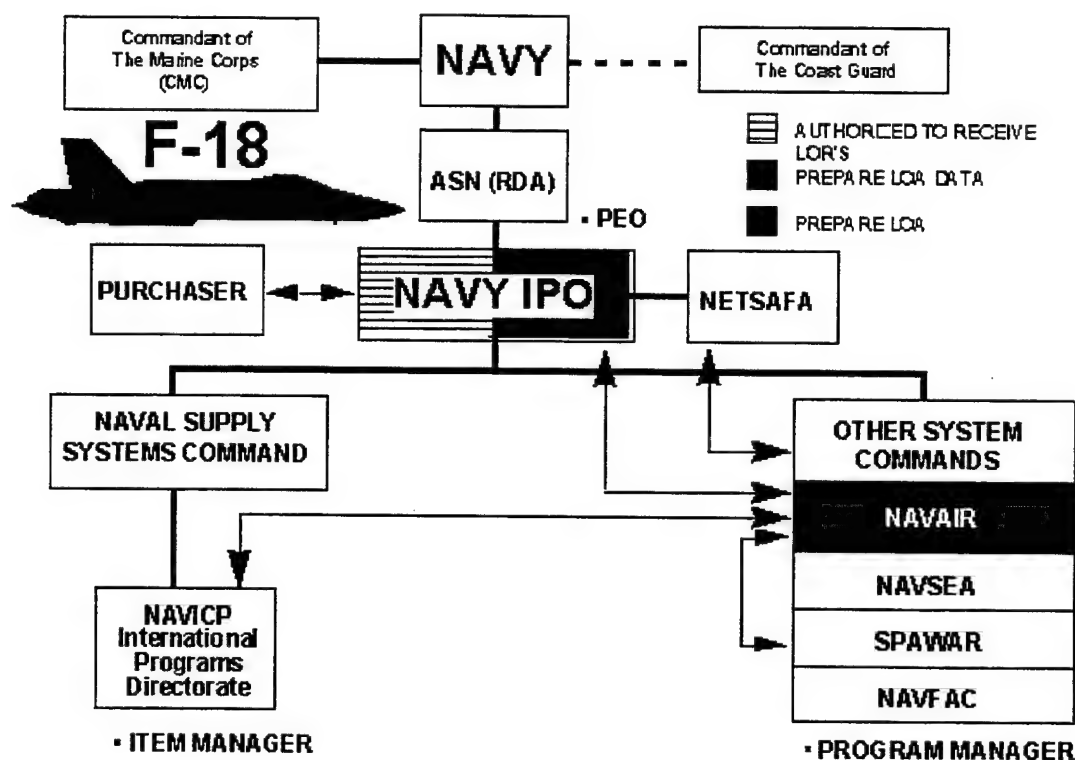 Commandant of
The Marine Corps
(CMC)
NAVY
Commandant of
The Coast Guard
F-18
ASN (RDA)
AUTHORIZED TO RECEIVE
LOR'S
PREPARE LOA DATA
PREPARE LOA
▪ PEO
PURCHASER
NAVY IPO
NETSAFA
NAVAL SUPPLY
SYSTEMS COMMAND
OTHER SYSTEM
COMMANDS
NAVAIR
NAVSEA
SPAWAR
NAVFAC
NAVICP
International
Programs
Directorate
▪ ITEM MANAGER
▪ PROGRAM MANAGER